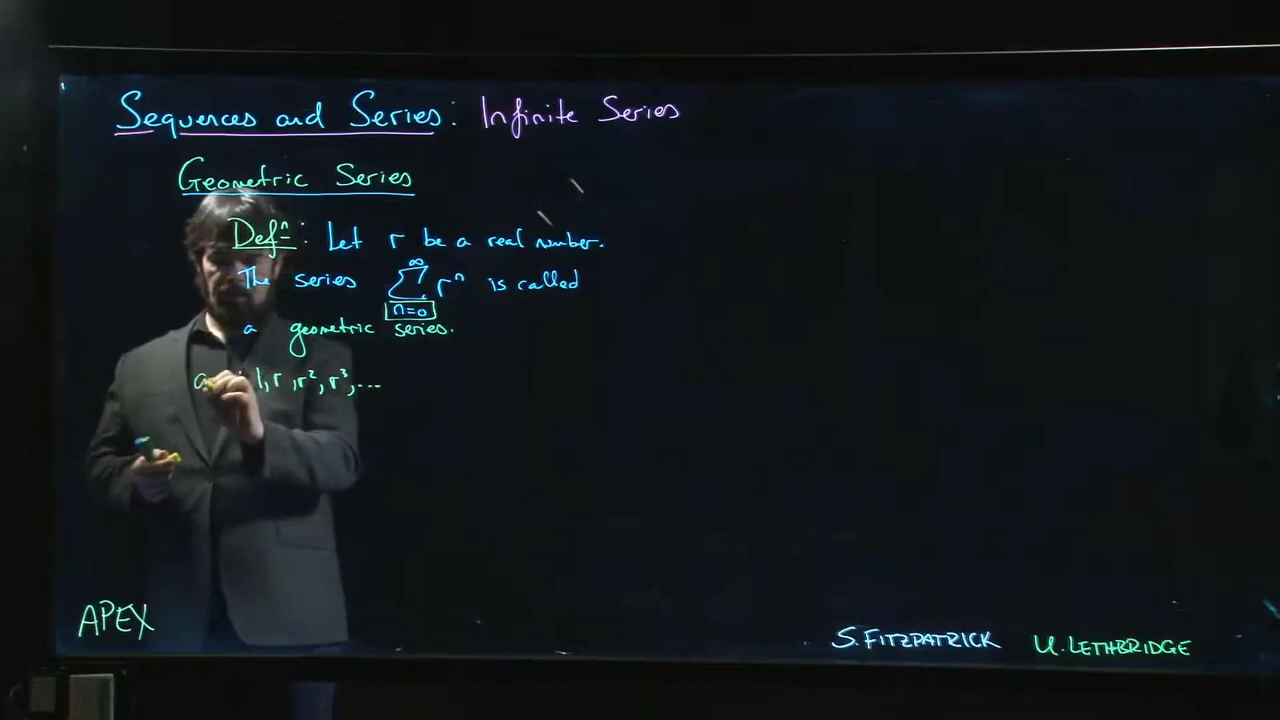 Sequences and Series: Infinite Series
Geometric Series
Defⁿ: Let r be a real number.
The series ∑_{n=0}^{∞} rⁿ is called
a geometric series.
1, r, r², r³, ...
APEX
S. FITZPATRICK U. LETHBRIDGE